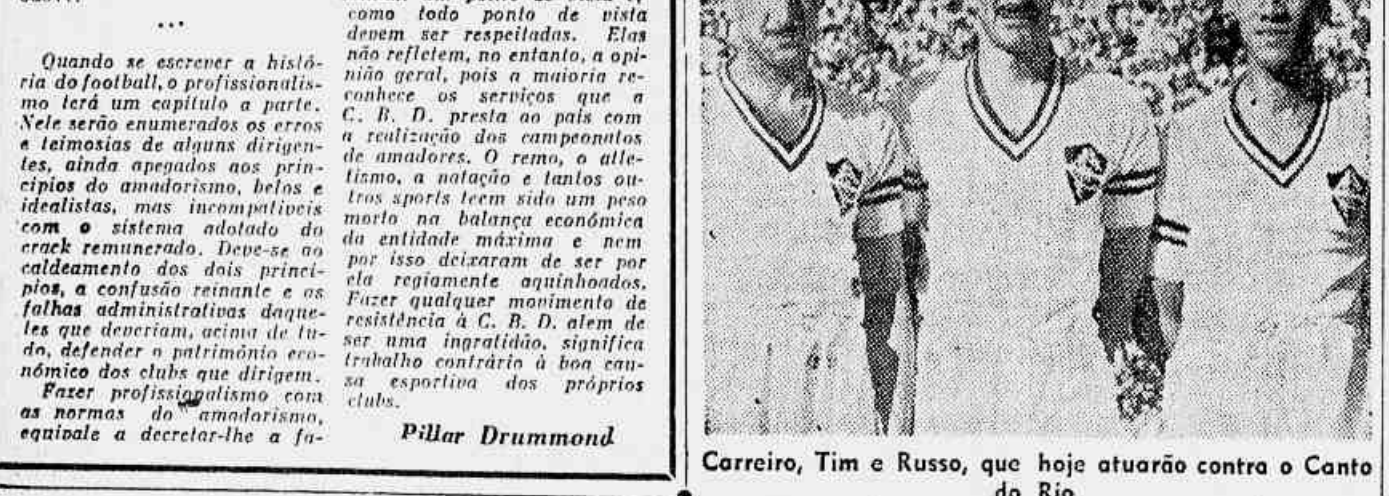 ...
Quando se escrever a histó-
ria do football, o profissionalis-
mo terá um capítulo a parte.
Nele serão enumerados os erros
e teimosias de alguns dirigen-
tes, ainda apegados aos prin-
cipios do amadorismo, belos e
idealistas, mas incompativeis
com o sistema adotado do
crack remunerado. Deve-se ao
caldeamento dos dois princi-
pios, a confusão reinante e as
falhas administrativas daque-
les que deveriam, acima de tu-
do, defender o patrimônio eco-
nômico dos clubs que dirigem.
Fazer profissionalismo com
as normas do amadorismo,
equivale a decretar-lhe a fa-
como todo ponto de vista
devem ser respeitadas. Elas
não refletem, no entanto, a opi-
nião geral, pois a maioria re-
conhece os serviços que a
C. B. D. presta ao país com
a realização dos campeonatos
de amadores. O remo, o atle-
tismo, a natação e tantos ou-
tros sports teem sido um peso
morto na balança económica
da entidade máxima e nem
por isso deixaram de ser por
ela regiamente aquinhoados.
Fazer qualquer movimento de
resistência à C. B. D. alem de
ser uma ingratidão, significa
trabalho contrário à boa cau-
sa esportiva dos próprios
clubs.
Pillar Drummond
Carreiro, Tim e Russo, que hoje atuarão contra o Canto
do Rio